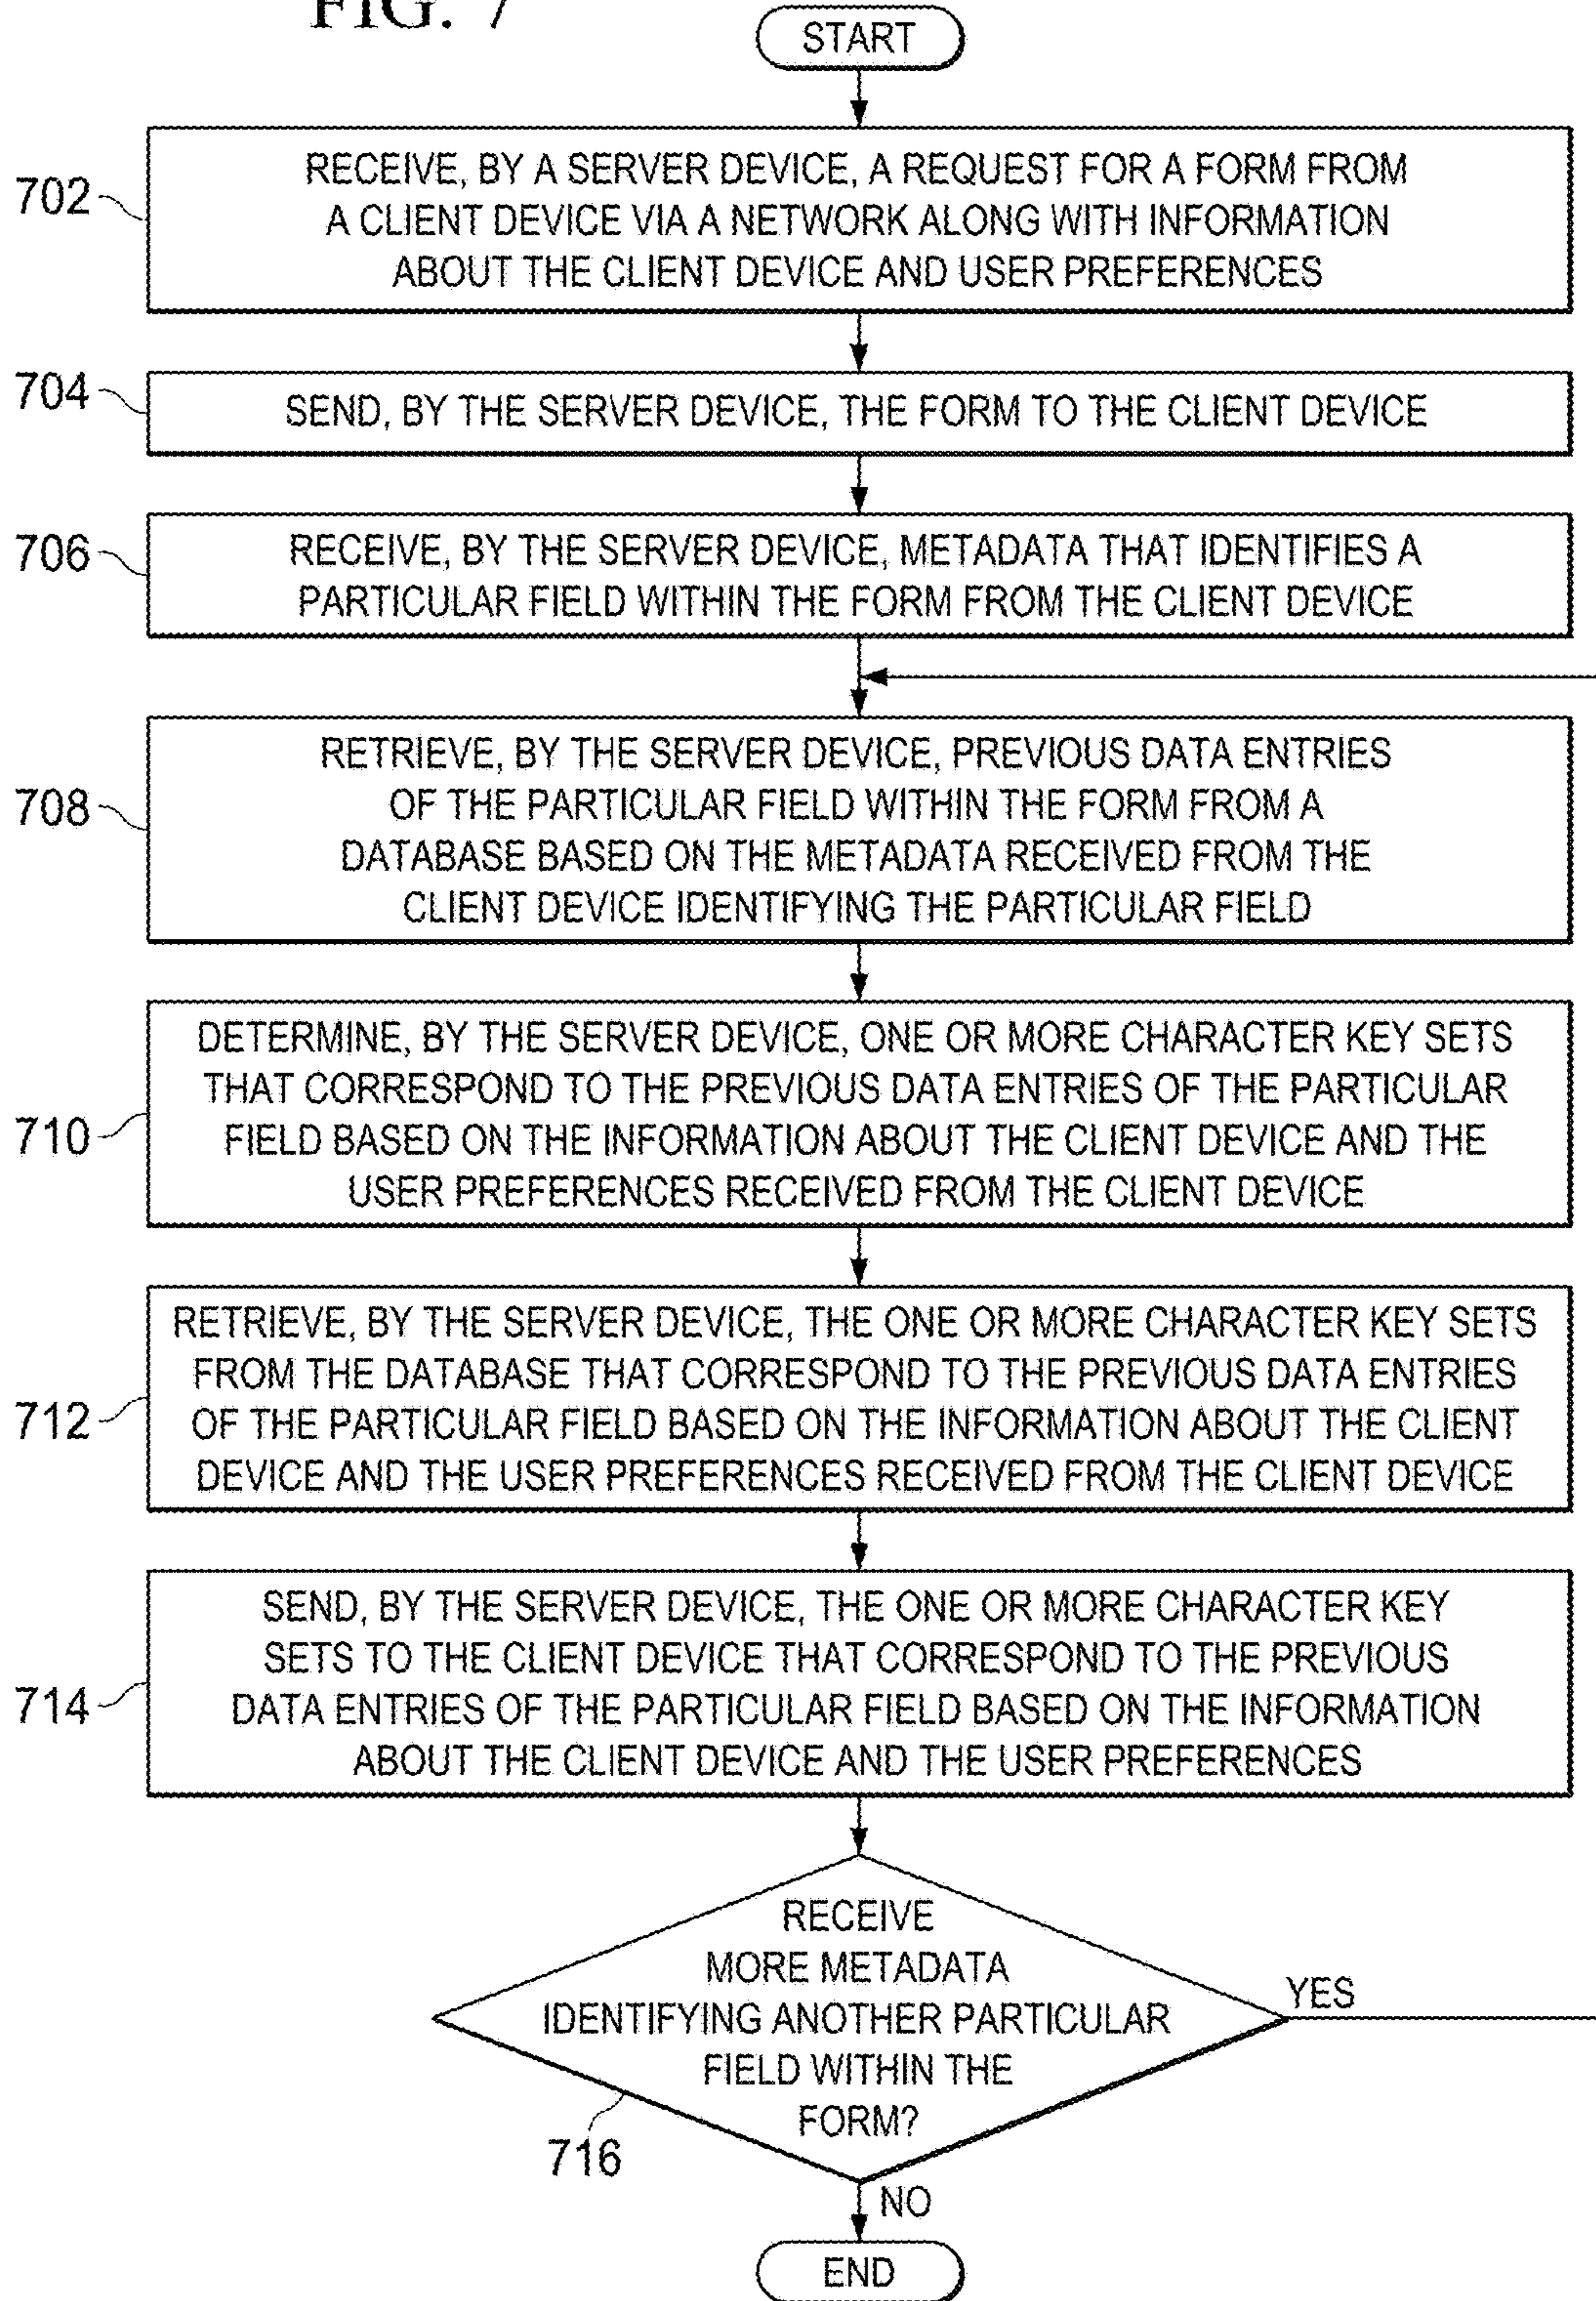 FIG. 7
START
702
RECEIVE, BY A SERVER DEVICE, A REQUEST FOR A FORM FROM
A CLIENT DEVICE VIA A NETWORK ALONG WITH INFORMATION
ABOUT THE CLIENT DEVICE AND USER PREFERENCES
704
SEND, BY THE SERVER DEVICE, THE FORM TO THE CLIENT DEVICE
706
RECEIVE, BY THE SERVER DEVICE, METADATA THAT IDENTIFIES A
PARTICULAR FIELD WITHIN THE FORM FROM THE CLIENT DEVICE
708
RETRIEVE, BY THE SERVER DEVICE, PREVIOUS DATA ENTRIES
OF THE PARTICULAR FIELD WITHIN THE FORM FROM A
DATABASE BASED ON THE METADATA RECEIVED FROM THE
CLIENT DEVICE IDENTIFYING THE PARTICULAR FIELD
710
DETERMINE, BY THE SERVER DEVICE, ONE OR MORE CHARACTER KEY SETS
THAT CORRESPOND TO THE PREVIOUS DATA ENTRIES OF THE PARTICULAR
FIELD BASED ON THE INFORMATION ABOUT THE CLIENT DEVICE AND THE
USER PREFERENCES RECEIVED FROM THE CLIENT DEVICE
712
RETRIEVE, BY THE SERVER DEVICE, THE ONE OR MORE CHARACTER KEY SETS
FROM THE DATABASE THAT CORRESPOND TO THE PREVIOUS DATA ENTRIES
OF THE PARTICULAR FIELD BASED ON THE INFORMATION ABOUT THE CLIENT
DEVICE AND THE USER PREFERENCES RECEIVED FROM THE CLIENT DEVICE
714
SEND, BY THE SERVER DEVICE, THE ONE OR MORE CHARACTER KEY
SETS TO THE CLIENT DEVICE THAT CORRESPOND TO THE PREVIOUS
DATA ENTRIES OF THE PARTICULAR FIELD BASED ON THE INFORMATION
ABOUT THE CLIENT DEVICE AND THE USER PREFERENCES
RECEIVE
MORE METADATA
IDENTIFYING ANOTHER PARTICULAR
FIELD WITHIN THE
FORM?
YES
716
NO
END